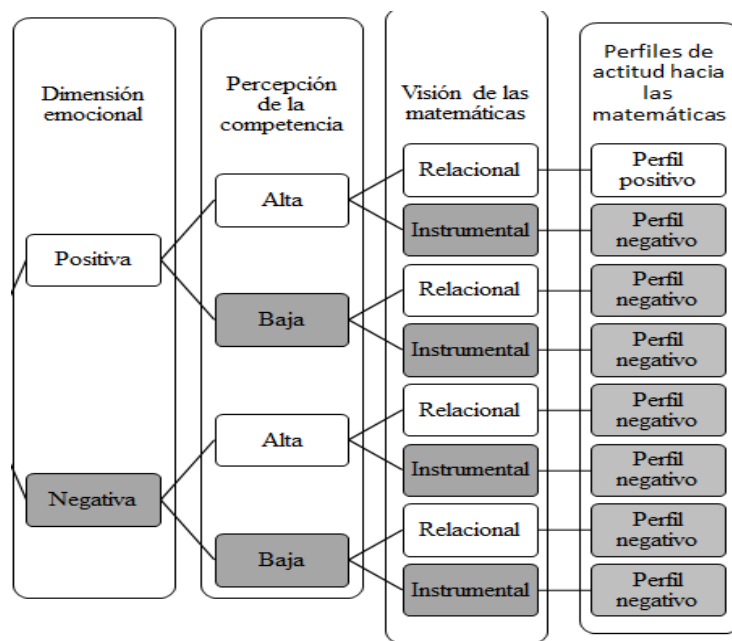 Dimensión
emocional
Positiva
Negativa
Percepción
de la
competencia
Alta
Baja
Alta
Baja
Visión de las
matemáticas
Relacional
Instrumental
Relacional
Instrumental
Relacional
Instrumental
Relacional
Instrumental
Perfiles de
actitud hacia
las
matemáticas
Perfil
positivo
Perfil
negativo
Perfil
negativo
Perfil
negativo
Perfil
negativo
Perfil
negativo
Perfil
negativo
Perfil
negativo